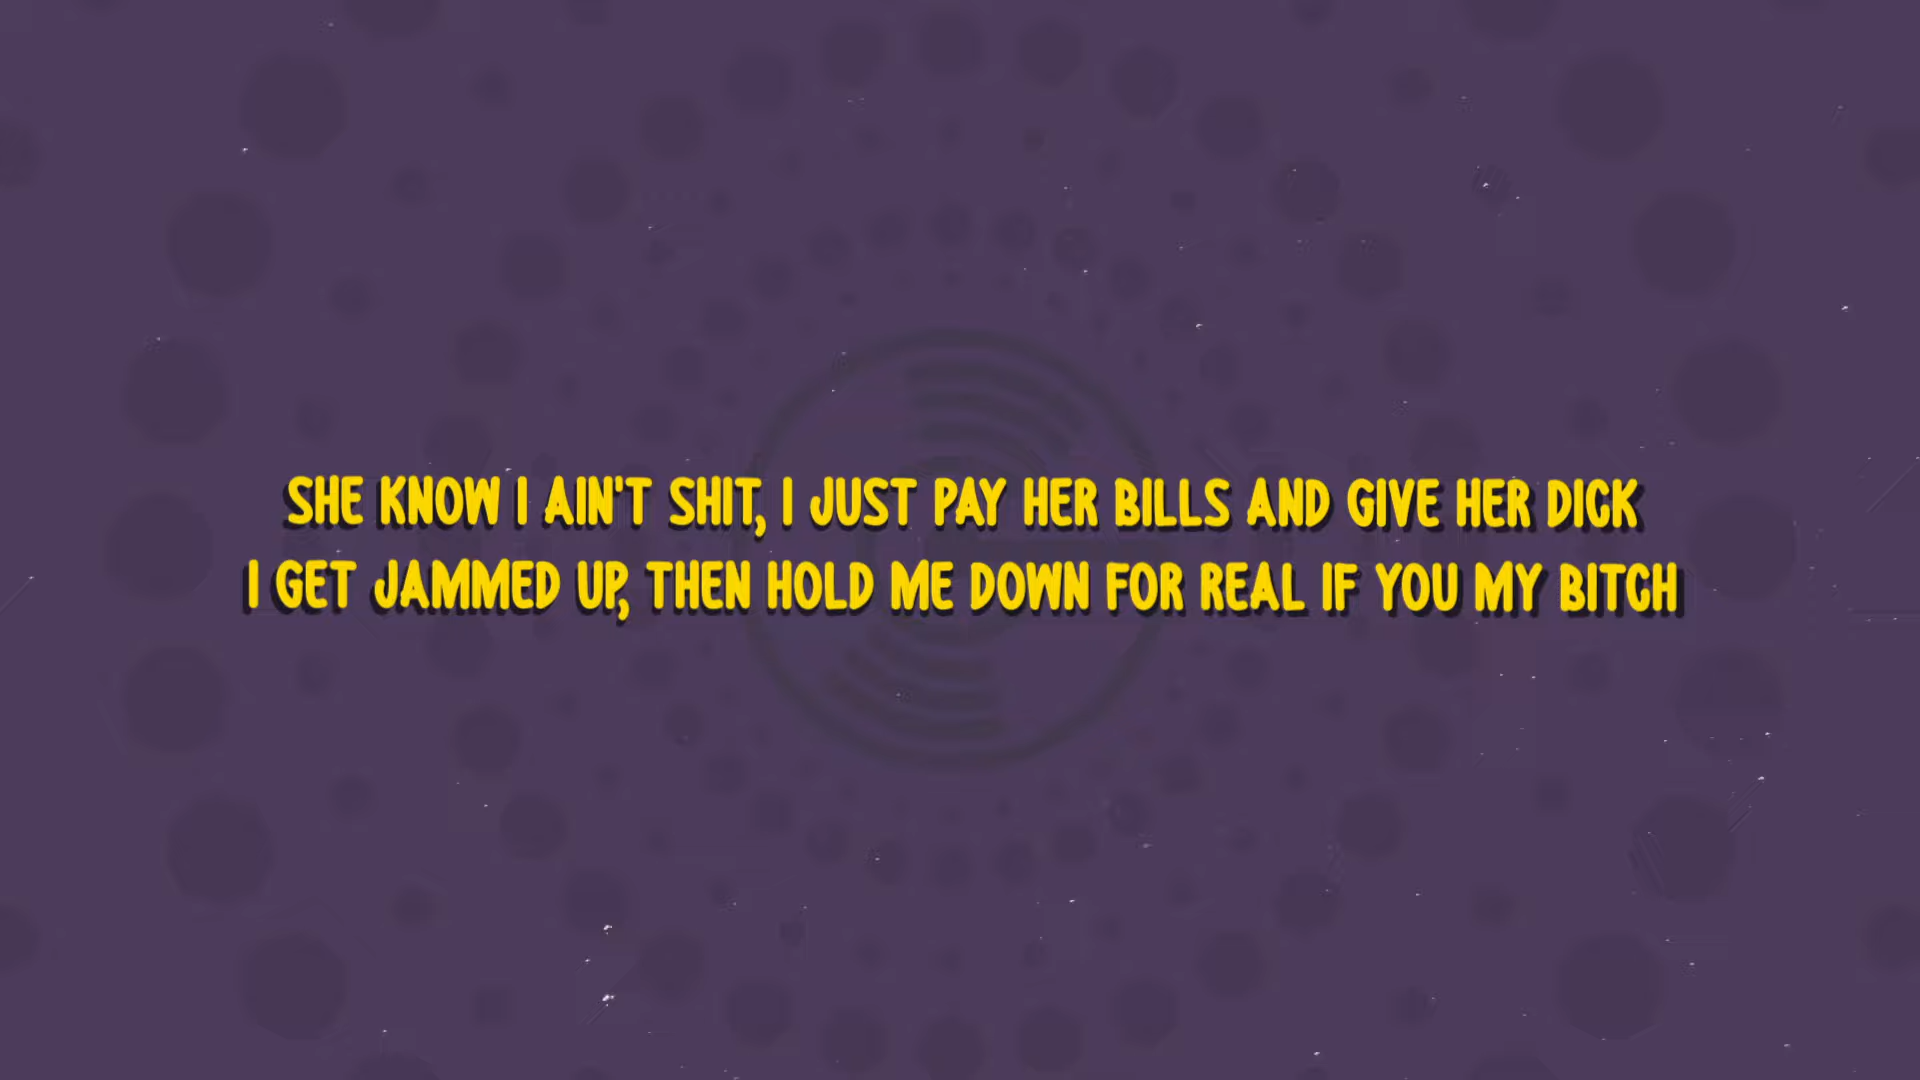 SHE KNOW I AIN'T SHIT, I JUST PAY HER BILLS AND GIVE HER DICK
I GET JAMMED UP, THEN HOLD ME DOWN FOR REAL IF YOU MY BITCH